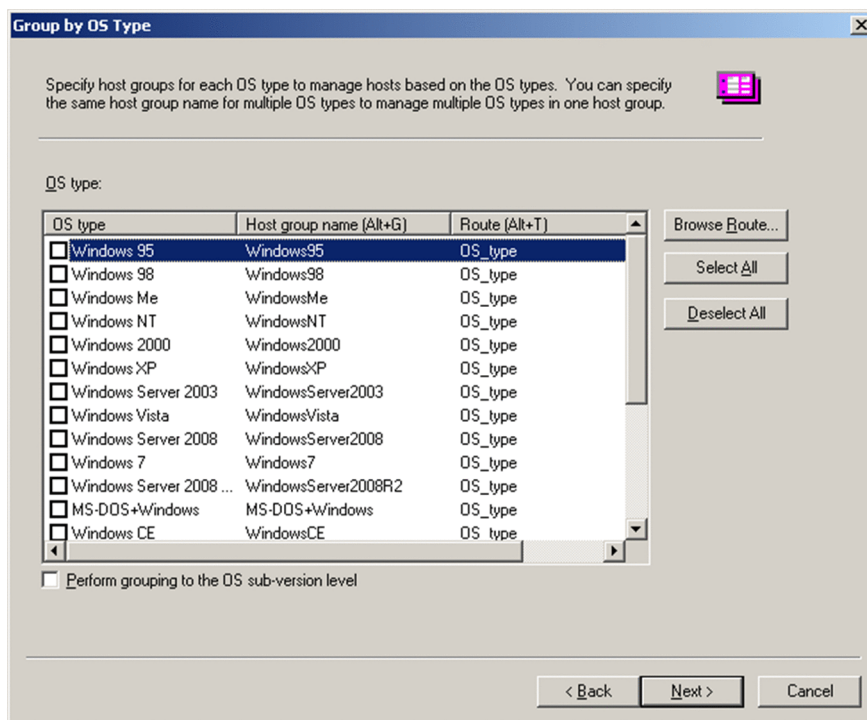 Group by OS Type
Specify host groups for each OS type to manage hosts based on the OS types. You can specify
the same host group name for multiple OS types to manage multiple OS types in one host group.
OS type:
OS type Host group name (Alt+G) Route (Alt+T)
Windows 95 Windows95 OS_type
Windows 98 Windows98 OS_type
Windows Me WindowsMe OS_type
Windows NT WindowsNT OS_type
Windows 2000 Windows2000 OS_type
Windows XP WindowsXP OS_type
Windows Server 2003 WindowsServer2003 OS_type
Windows Vista WindowsVista OS_type
Windows Server 2008 WindowsServer2008 OS_type
Windows 7 Windows7 OS_type
Windows Server 2008 ... WindowsServer2008R2 OS_type
MS-DOS+Windows MS-DOS+Windows OS_type
Windows CE WindowsCE OS_type
Browse Route...
Select All
Deselect All
Perform grouping to the OS sub-version level
< Back Next > Cancel